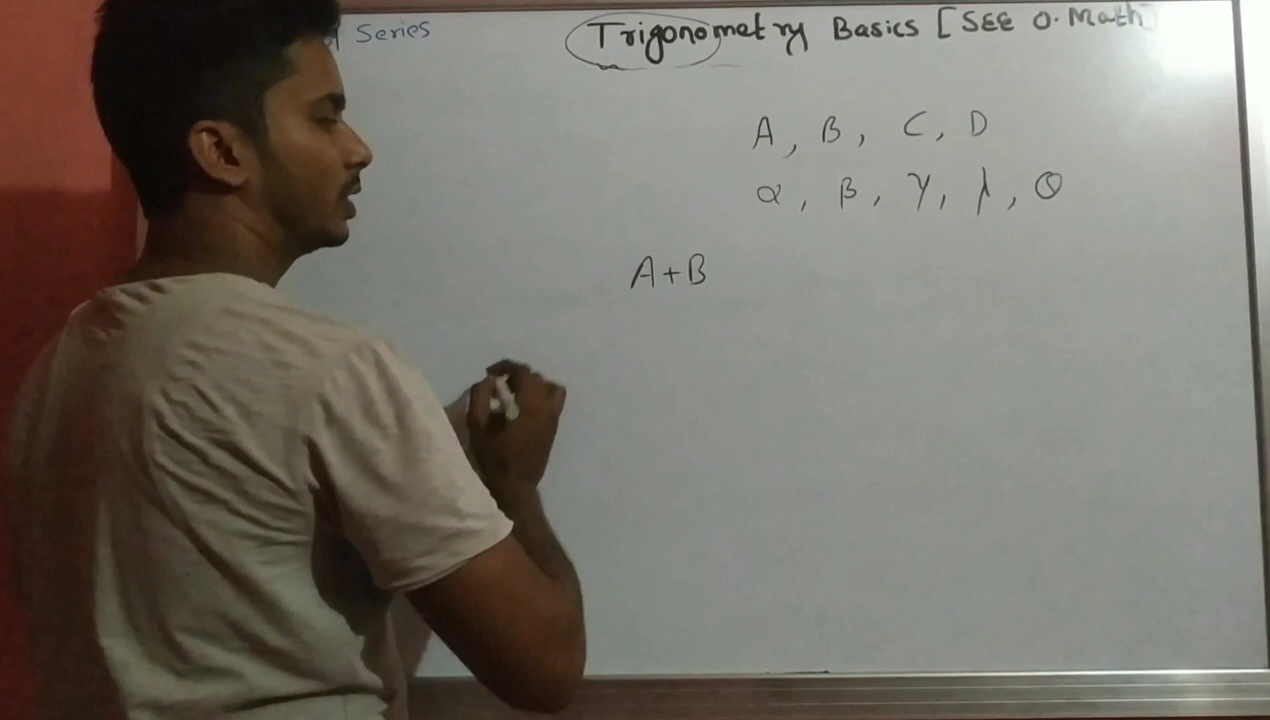 Series
Trigonometry Basics [SEE O.Math
A, B, C, D
α, β, γ, λ, θ
A+B